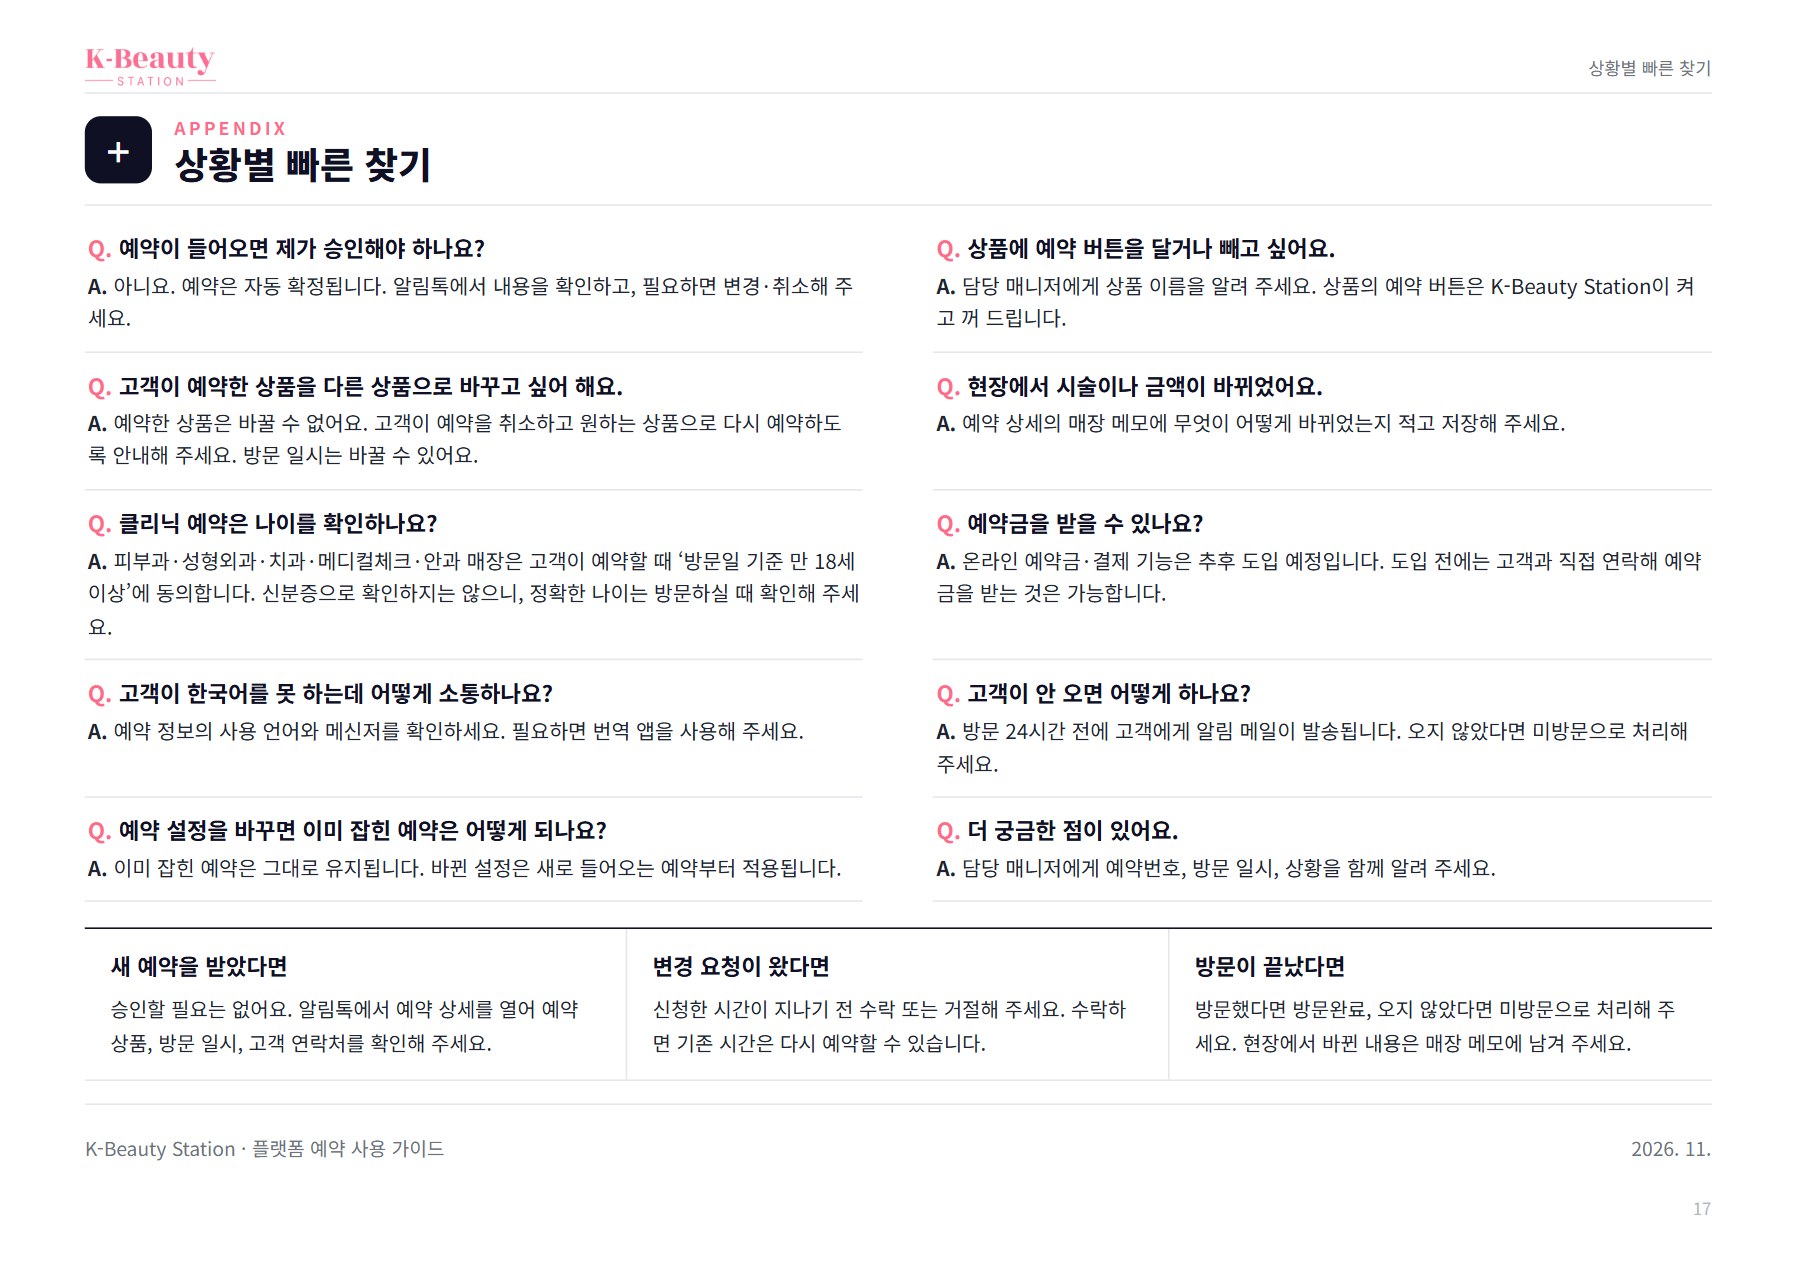 K-Beauty
STATION
상황별 빠른 찾기
+
APPENDIX
상황별 빠른 찾기
Q. 예약이 들어오면 제가 승인해야 하나요?
A. 아니요. 예약은 자동 확정됩니다. 알림톡에서 내용을 확인하고, 필요하면 변경·취소해 주
세요.
Q. 상품에 예약 버튼을 달거나 빼고 싶어요.
A. 담당 매니저에게 상품 이름을 알려 주세요. 상품의 예약 버튼은 K-Beauty Station이 켜
고 꺼 드립니다.
Q. 고객이 예약한 상품을 다른 상품으로 바꾸고 싶어 해요.
A. 예약한 상품은 바꿀 수 없어요. 고객이 예약을 취소하고 원하는 상품으로 다시 예약하도
록 안내해 주세요. 방문 일시는 바꿀 수 있어요.
Q. 현장에서 시술이나 금액이 바뀌었어요.
A. 예약 상세의 매장 메모에 무엇이 어떻게 바뀌었는지 적고 저장해 주세요.
Q. 클리닉 예약은 나이를 확인하나요?
A. 피부과·성형외과·치과·메디컬체크·안과 매장은 고객이 예약할 때 ‘방문일 기준 만 18세
이상’에 동의합니다. 신분증으로 확인하지는 않으니, 정확한 나이는 방문하실 때 확인해 주세
요.
Q. 예약금을 받을 수 있나요?
A. 온라인 예약금·결제 기능은 추후 도입 예정입니다. 도입 전에는 고객과 직접 연락해 예약
금을 받는 것은 가능합니다.
Q. 고객이 한국어를 못 하는데 어떻게 소통하나요?
A. 예약 정보의 사용 언어와 메신저를 확인하세요. 필요하면 번역 앱을 사용해 주세요.
Q. 고객이 안 오면 어떻게 하나요?
A. 방문 24시간 전에 고객에게 알림 메일이 발송됩니다. 오지 않았다면 미방문으로 처리해
주세요.
Q. 예약 설정을 바꾸면 이미 잡힌 예약은 어떻게 되나요?
A. 이미 잡힌 예약은 그대로 유지됩니다. 바뀐 설정은 새로 들어오는 예약부터 적용됩니다.
Q. 더 궁금한 점이 있어요.
A. 담당 매니저에게 예약번호, 방문 일시, 상황을 함께 알려 주세요.
새 예약을 받았다면
승인할 필요는 없어요. 알림톡에서 예약 상세를 열어 예약
상품, 방문 일시, 고객 연락처를 확인해 주세요.
변경 요청이 왔다면
신청한 시간이 지나기 전 수락 또는 거절해 주세요. 수락하
면 기존 시간은 다시 예약할 수 있습니다.
방문이 끝났다면
방문했다면 방문완료, 오지 않았다면 미방문으로 처리해 주
세요. 현장에서 바뀐 내용은 매장 메모에 남겨 주세요.
K-Beauty Station · 플랫폼 예약 사용 가이드
2026. 11.
17